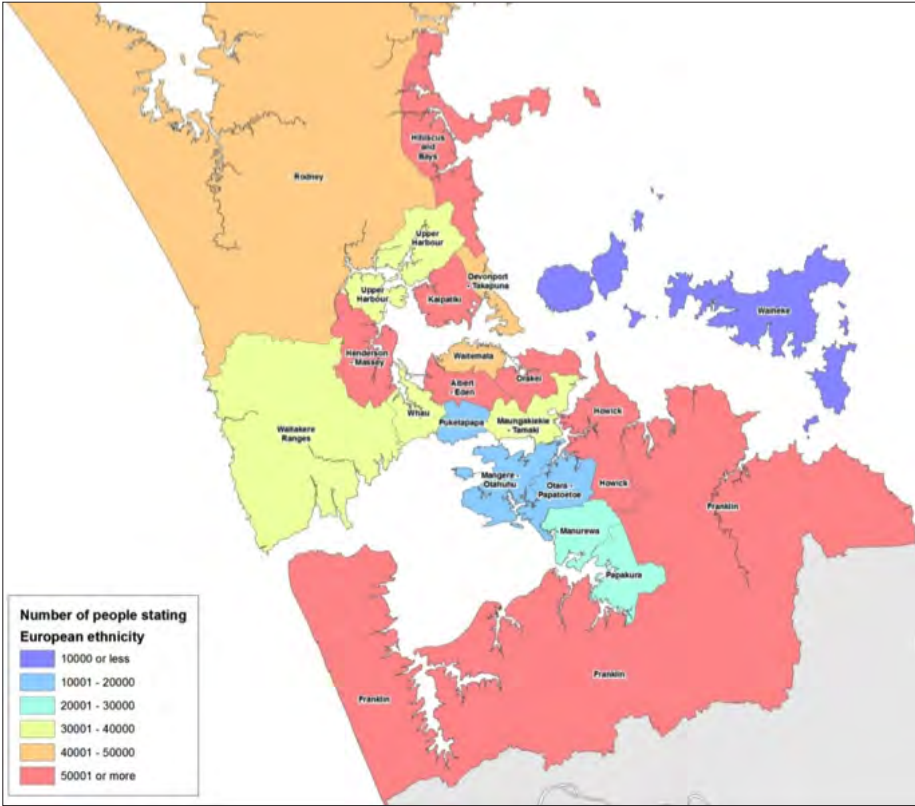 Hibiscus
and
Bays
Rodney
Upper
Harbour
Devonport
- Takapuna
Upper
Harbour
Kaipatiki
Waiheke
Waitemata
Henderson
- Massey
Orakei
Albert
- Eden
Howick
Whau
Puketapapa
Maungakiekie
- Tamaki
Waitakere
Ranges
Mangere -
Otahuhu
Otara -
Papatoetoe
Howick
Franklin
Manurewa
Papakura
Franklin
Franklin
Number of people stating
European ethnicity
10000 or less
10001 - 20000
20001 - 30000
30001 - 40000
40001 - 50000
50001 or more